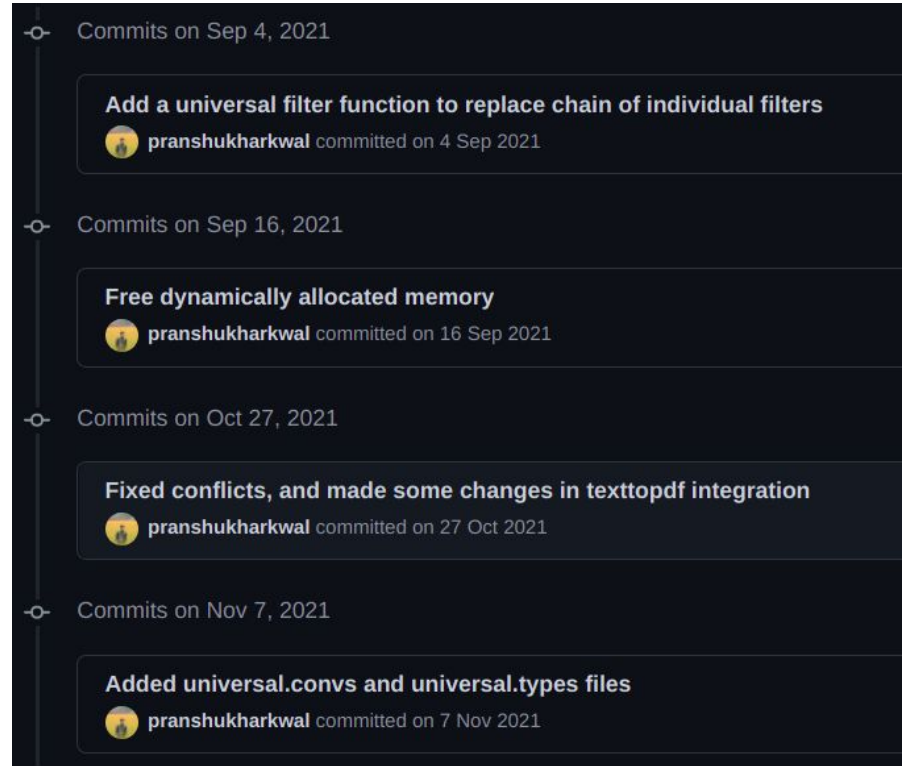 Commits on Sep 4, 2021
Add a universal filter function to replace chain of individual filters
pranshukharkwal committed on 4 Sep 2021
Commits on Sep 16, 2021
Free dynamically allocated memory
pranshukharkwal committed on 16 Sep 2021
Commits on Oct 27, 2021
Fixed conflicts, and made some changes in texttopdf integration
pranshukharkwal committed on 27 Oct 2021
Commits on Nov 7, 2021
Added universal.convs and universal.types files
pranshukharkwal committed on 7 Nov 2021